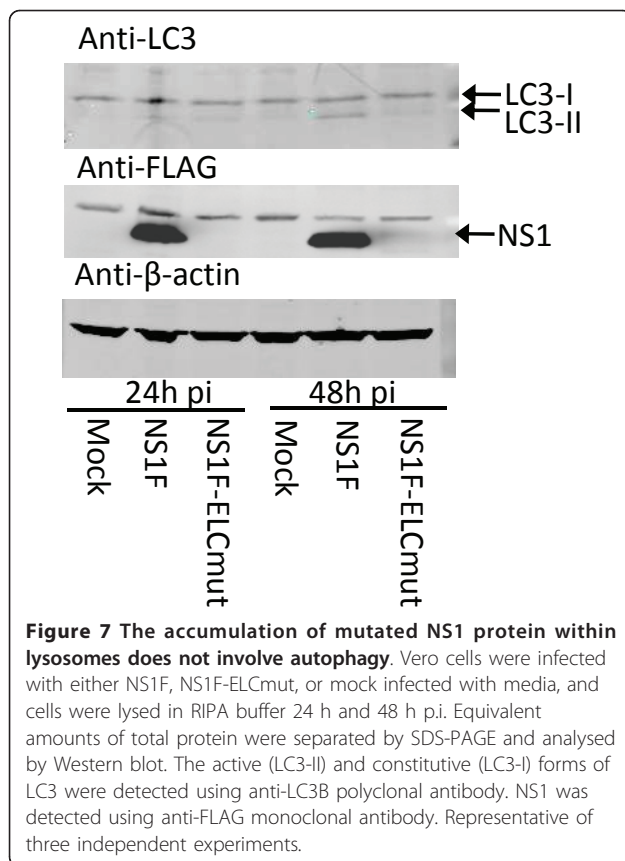 Anti-LC3
LC3-I
LC3-II
Anti-FLAG
NS1
Anti-β-actin
24h pi 48h pi
Mock
NS1F
NS1F-ELCmut
Mock
NS1F
NS1F-ELCmut
Figure 7 The accumulation of mutated NS1 protein within
lysosomes does not involve autophagy. Vero cells were infected
with either NS1F, NS1F-ELCmut, or mock infected with media, and
cells were lysed in RIPA buffer 24 h and 48 h p.i. Equivalent
amounts of total protein were separated by SDS-PAGE and analysed
by Western blot. The active (LC3-II) and constitutive (LC3-I) forms of
LC3 were detected using anti-LC3B polyclonal antibody. NS1 was
detected using anti-FLAG monoclonal antibody. Representative of
three independent experiments.